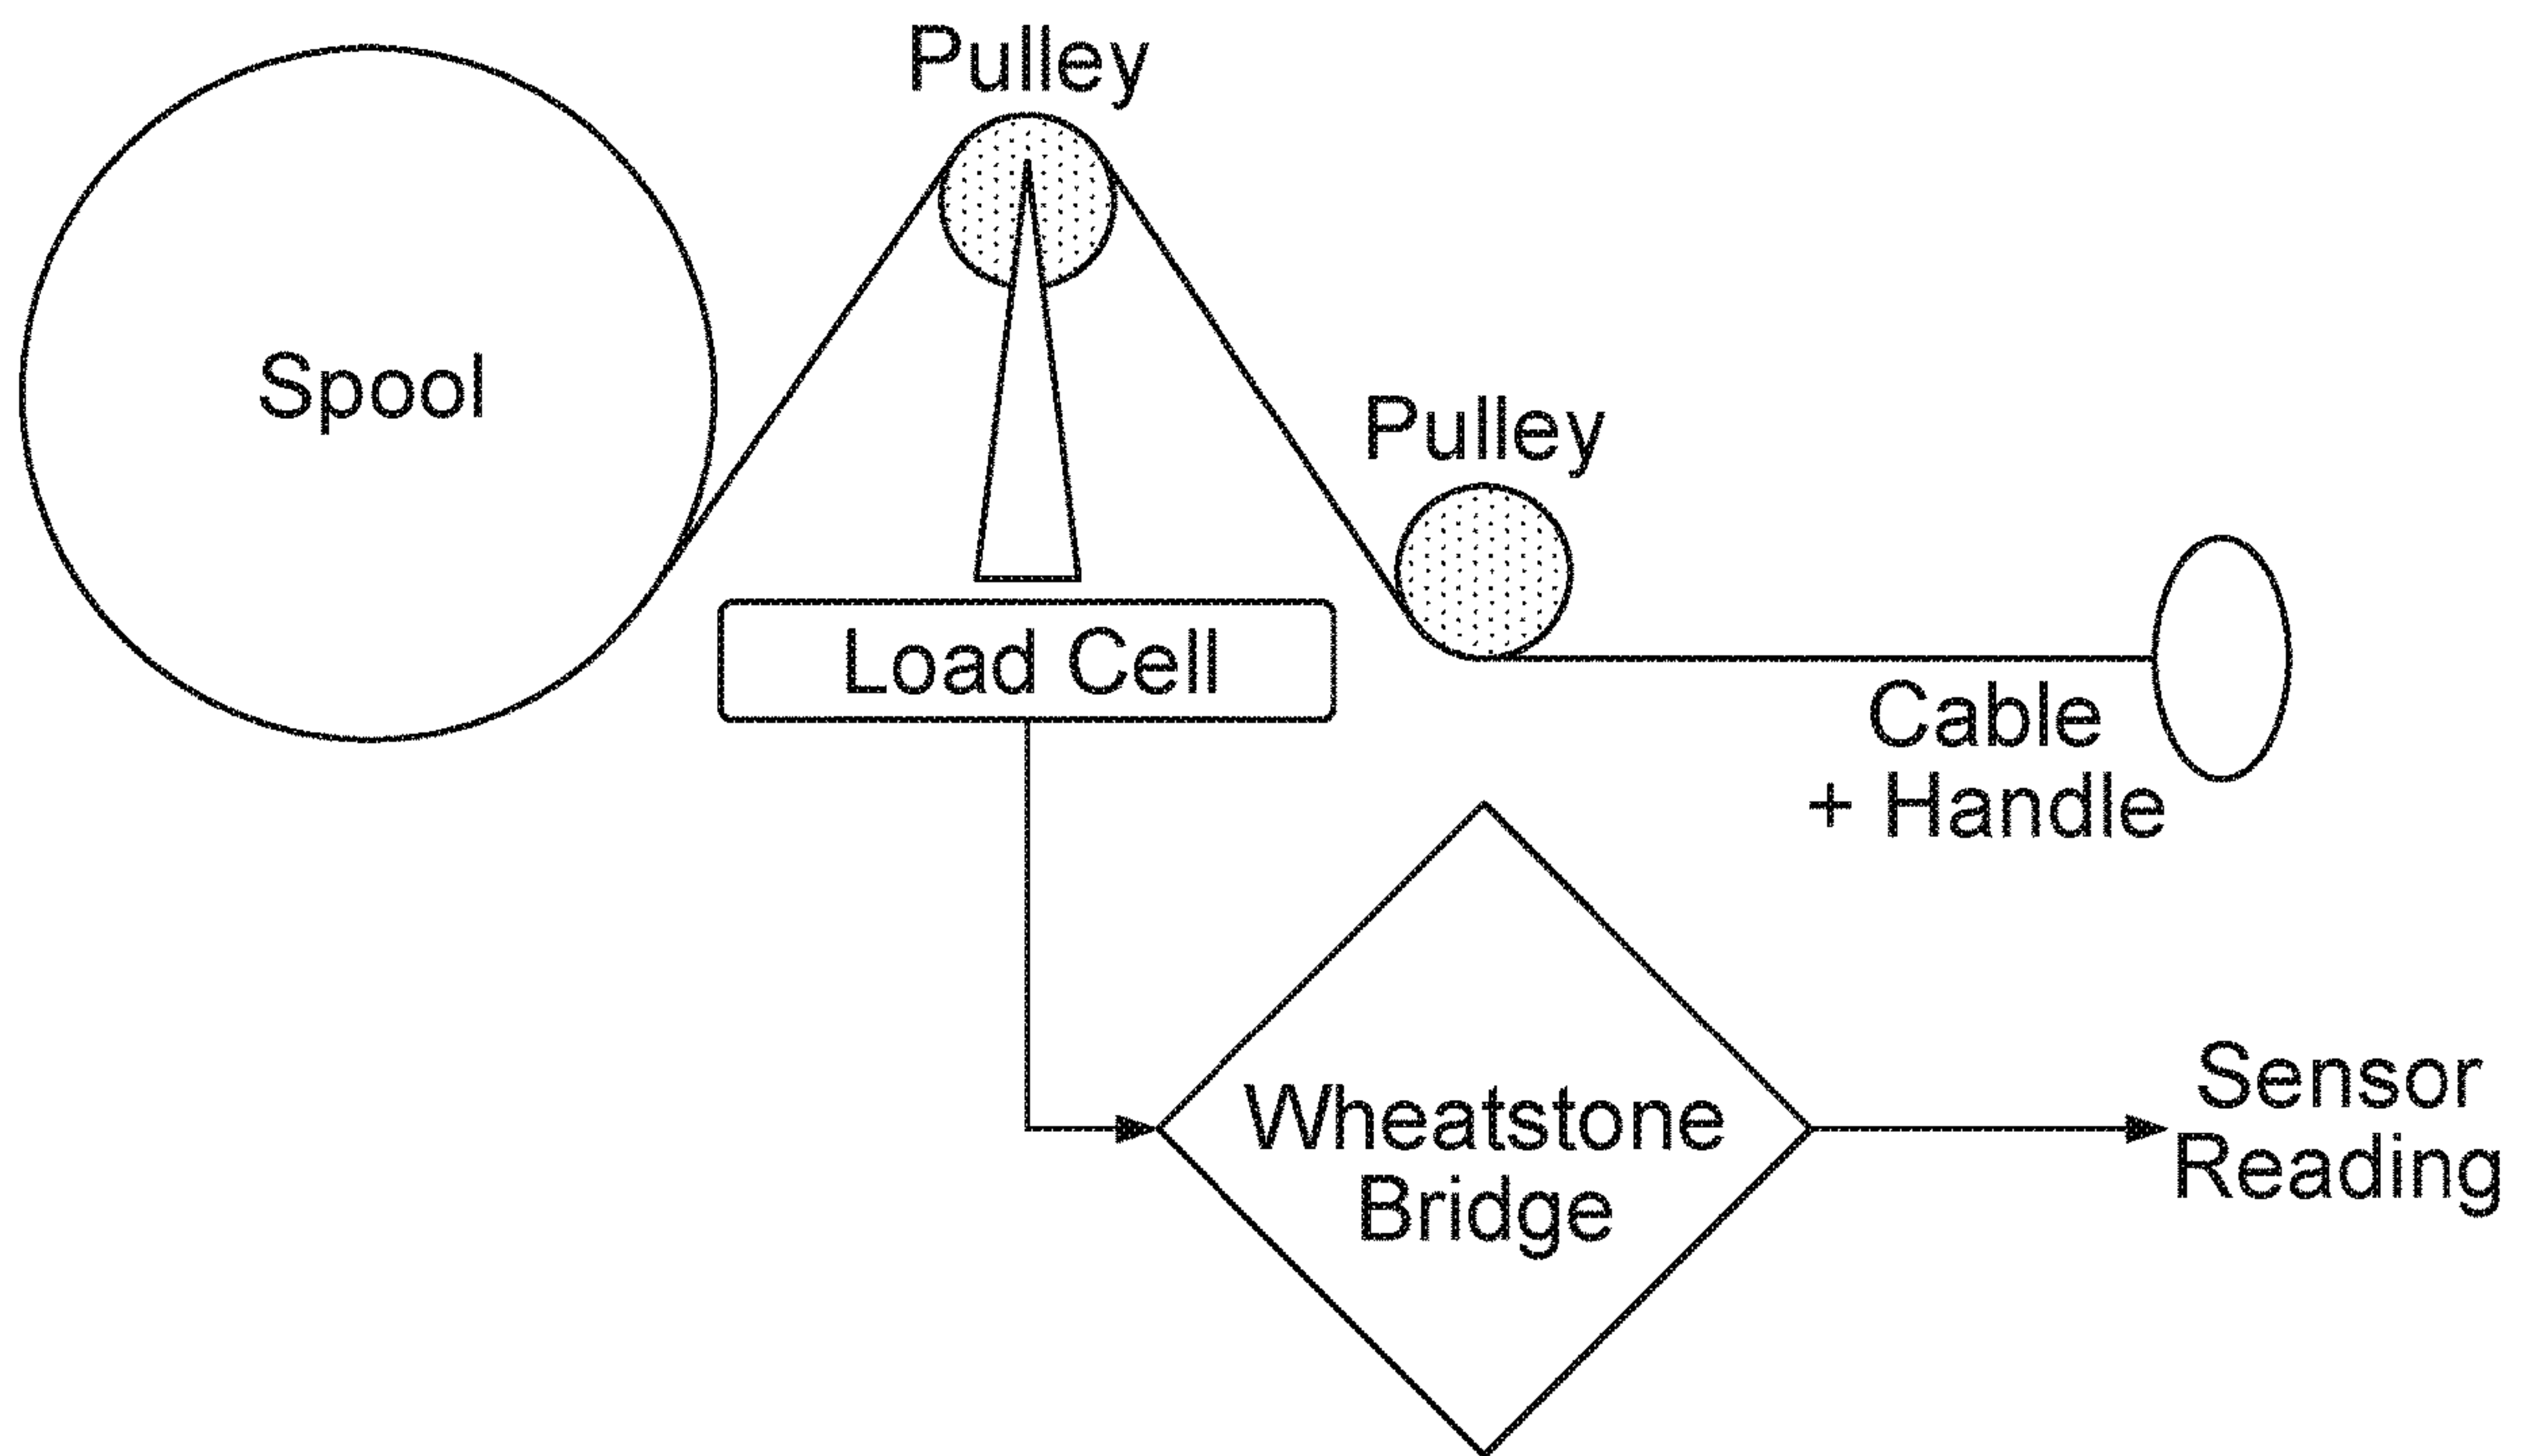 Pulley
Spool
Pulley
Load Cell
Cable
+ Handle
Wheatstone
Bridge
Sensor
Reading